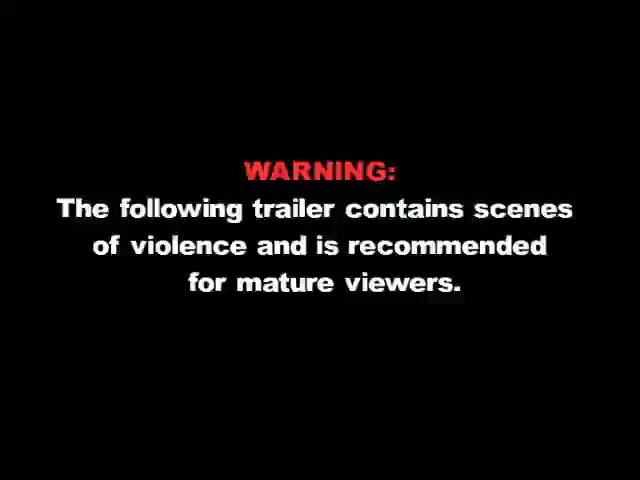 WARNING:
The following trailer contains scenes
of violence and is recommended
for mature viewers.